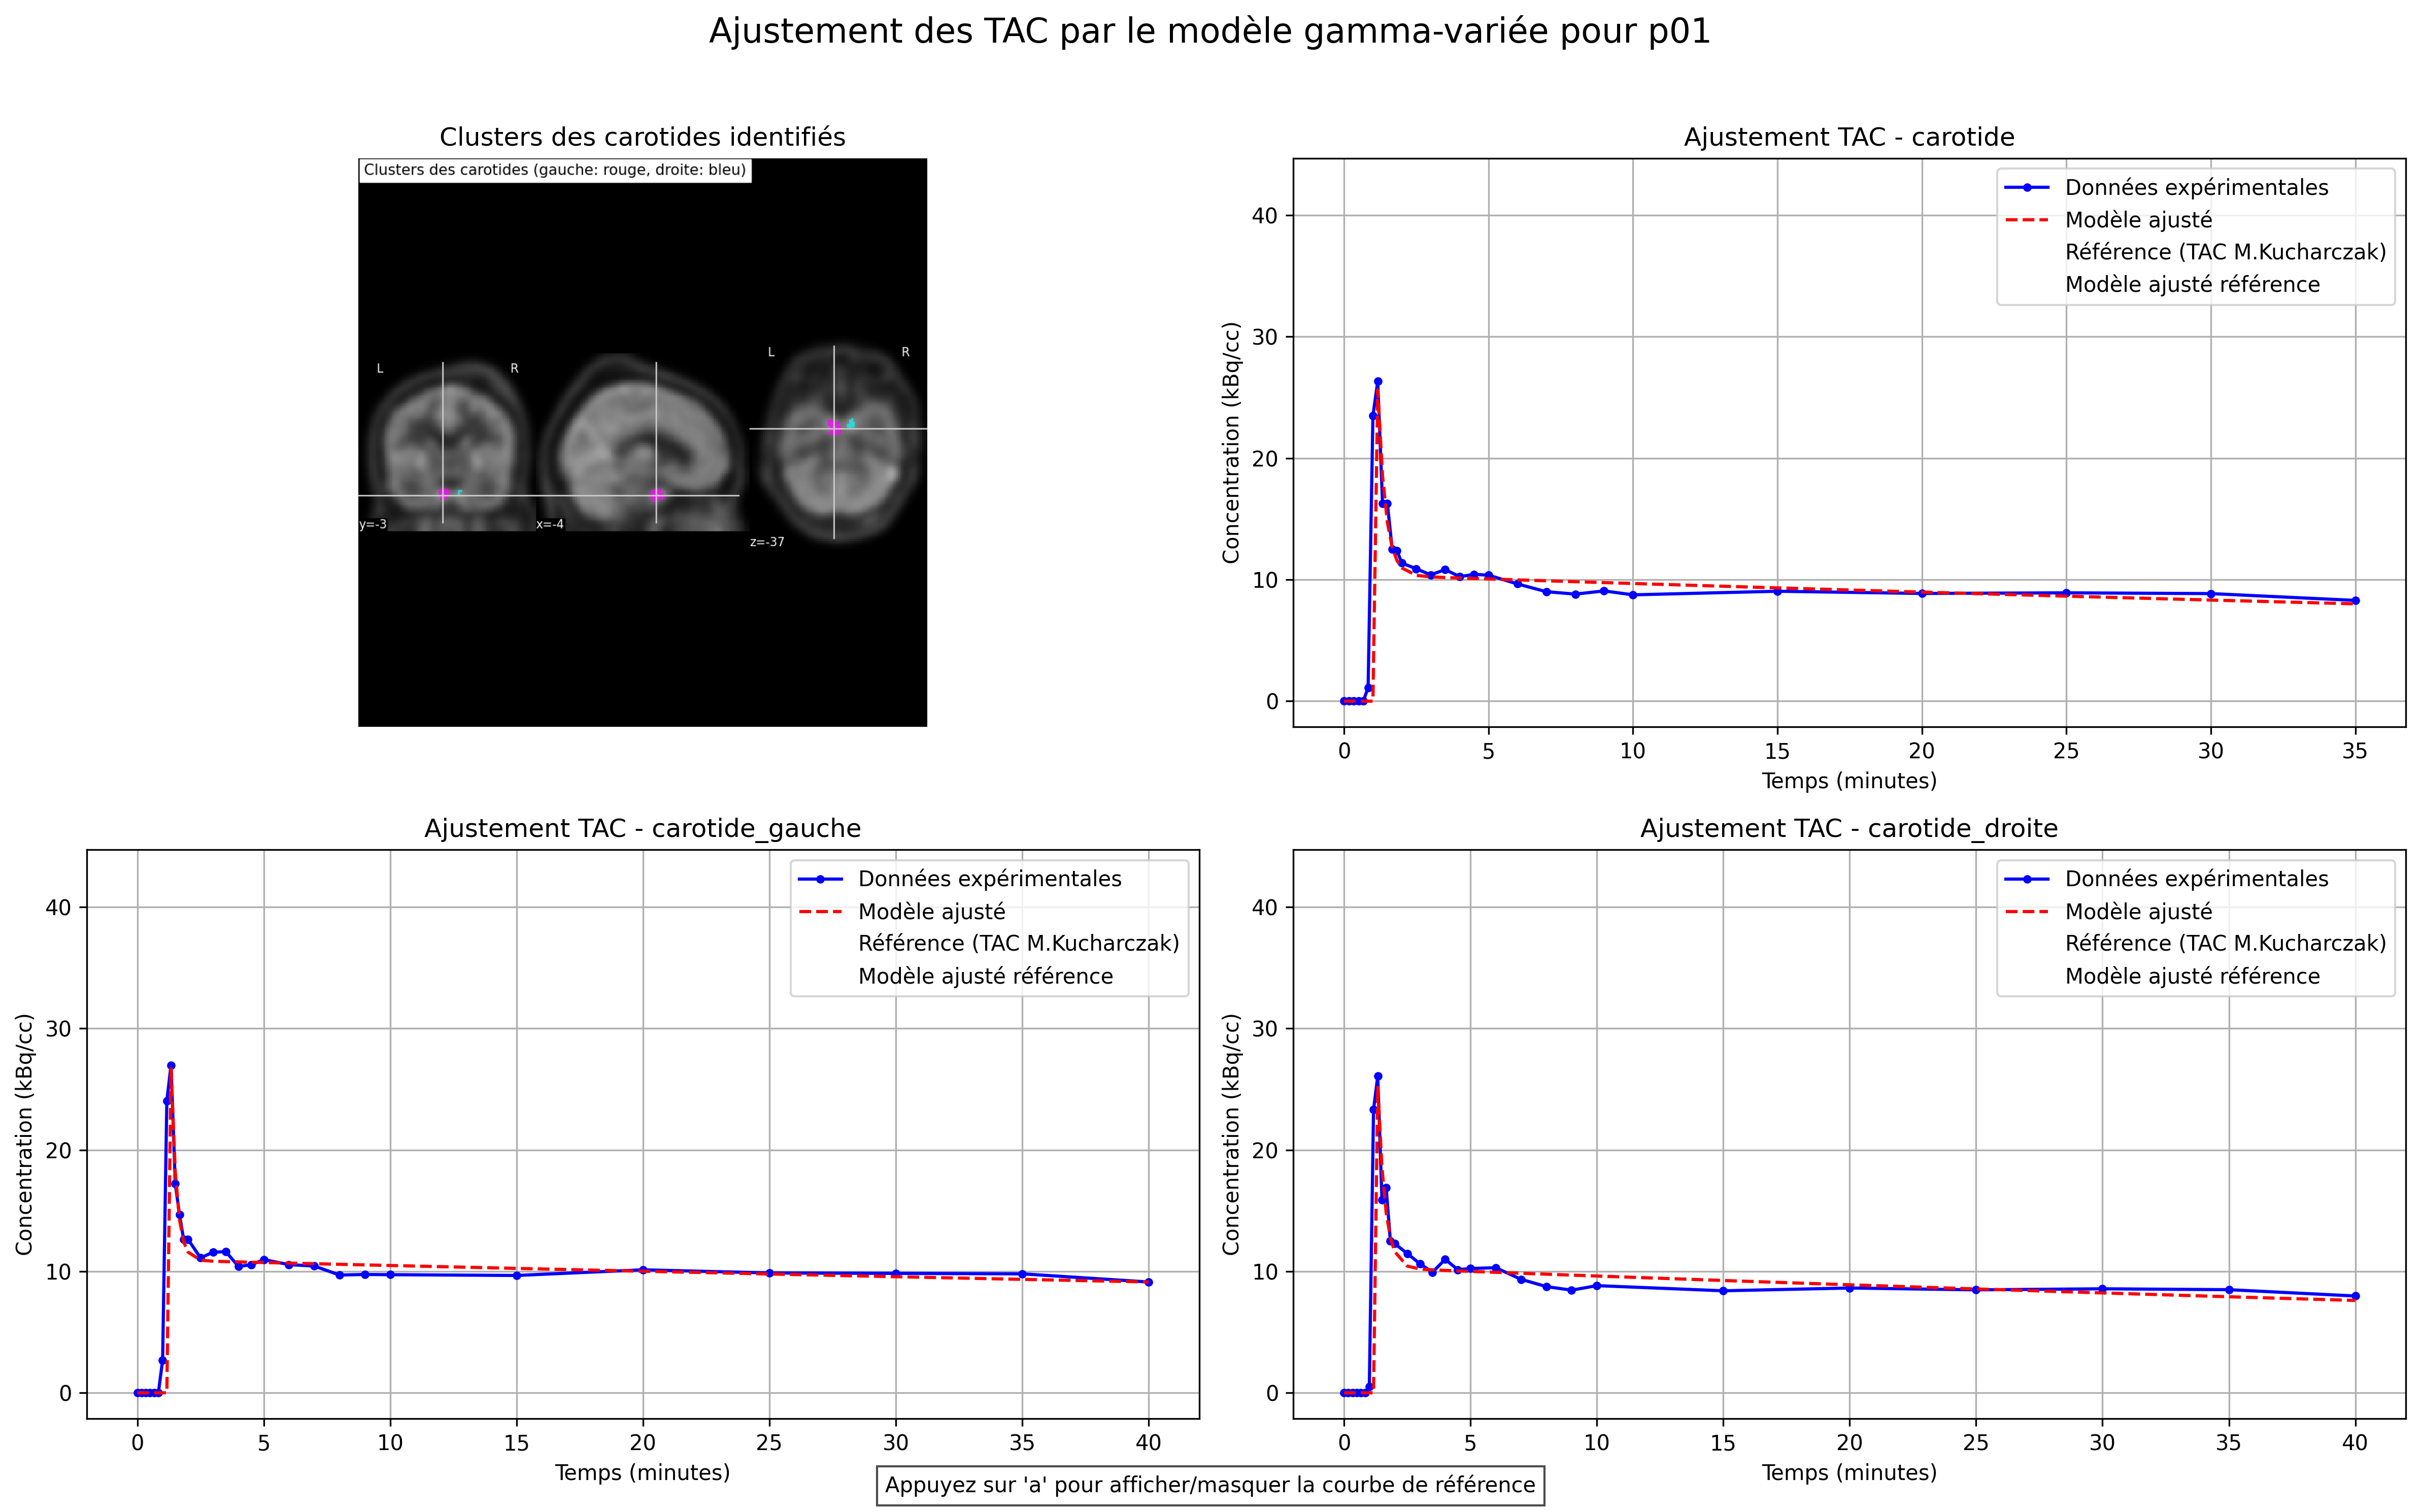 Ajustement des TAC par le modèle gamma-variée pour p01
Clusters des carotides identifiés
Clusters des carotides (gauche: rouge, droite: bleu)
L
R
L
R
y=-3
x=-4
z=-37
Ajustement TAC - carotide
Données expérimentales
Modèle ajusté
Référence (TAC M.Kucharczak)
Modèle ajusté référence
Concentration (kBq/cc)
40
30
20
10
0
0 5 10 15 20 25 30 35
Temps (minutes)
Ajustement TAC - carotide_gauche
Données expérimentales
Modèle ajusté
Référence (TAC M.Kucharczak)
Modèle ajusté référence
Concentration (kBq/cc)
40
30
20
10
0
0 5 10 15 20 25 30 35 40
Temps (minutes)
Ajustement TAC - carotide_droite
Données expérimentales
Modèle ajusté
Référence (TAC M.Kucharczak)
Modèle ajusté référence
Concentration (kBq/cc)
40
30
20
10
0
0 5 10 15 20 25 30 35 40
Temps (minutes)
Appuyez sur 'a' pour afficher/masquer la courbe de référence